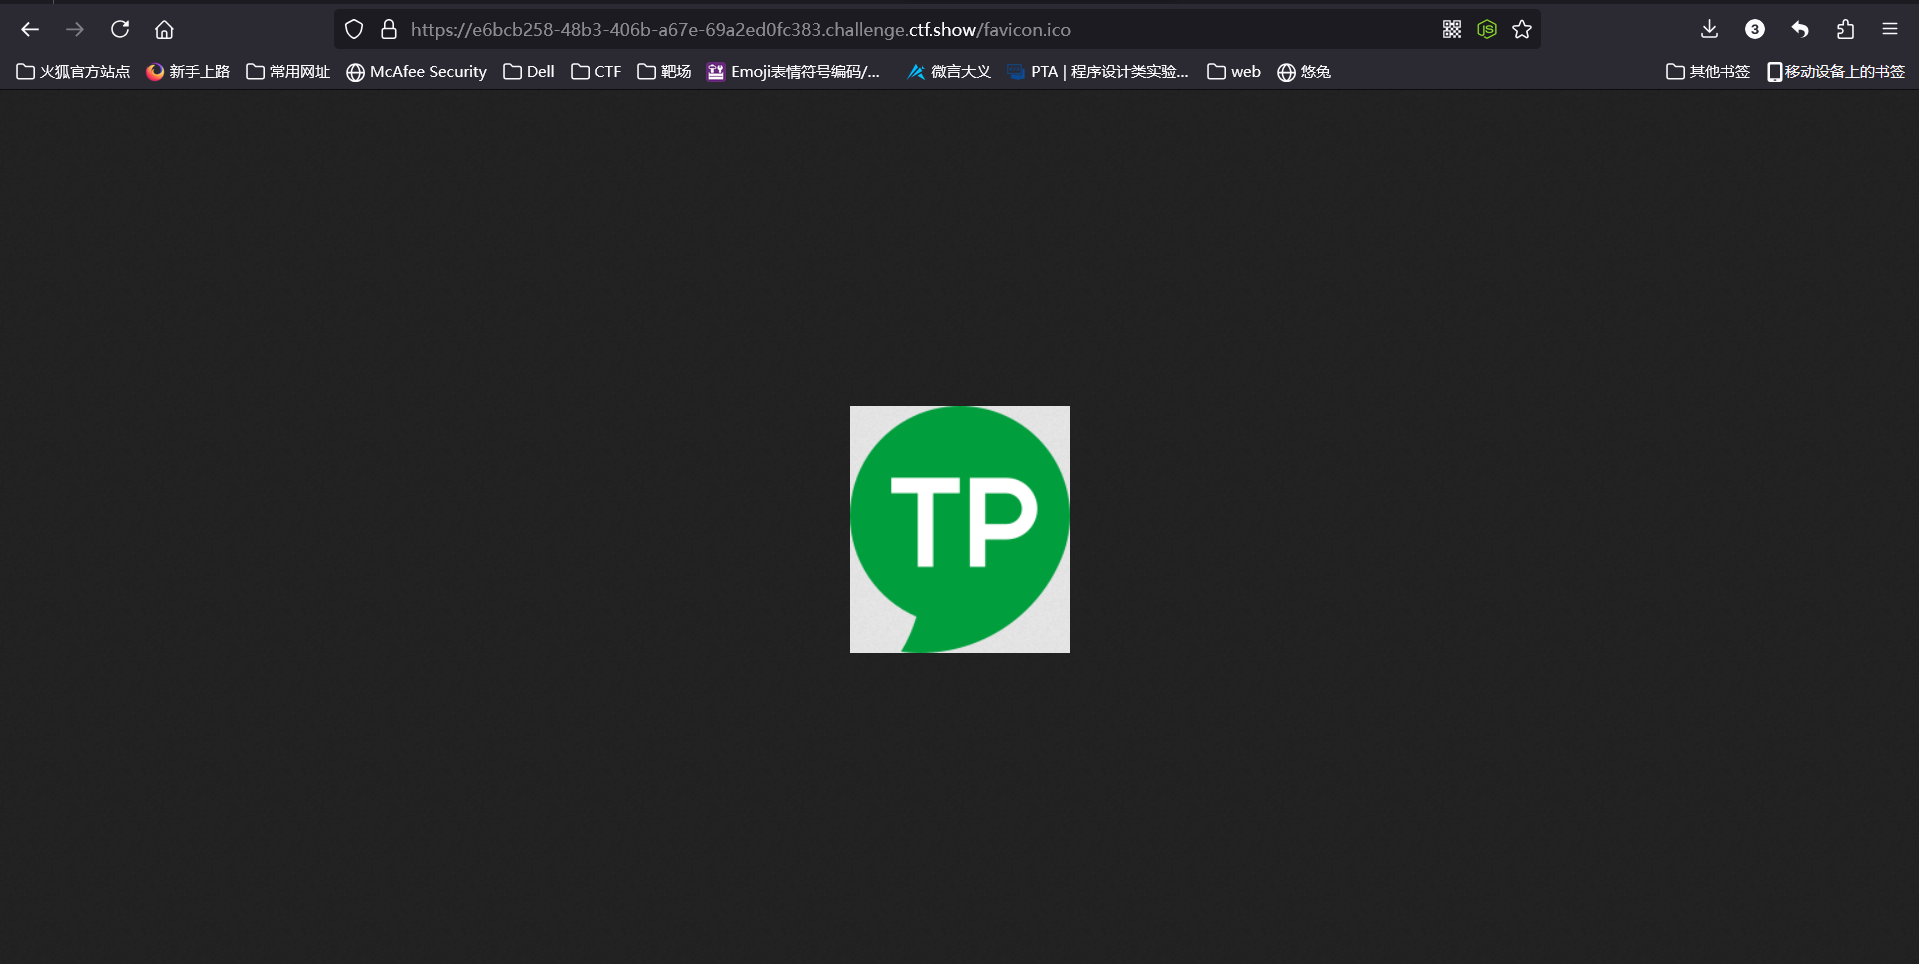 https://e6bcb258-48b3-406b-a67e-69a2ed0fc383.challenge.ctf.show/favicon.ico
3
火狐官方站点 新手上路 常用网址 McAfee Security Dell CTF 靶场 Emoji表情符号编码/... 微言大义 PTA | 程序设计类实验... web 悠兔 其他书签 移动设备上的书签
TP